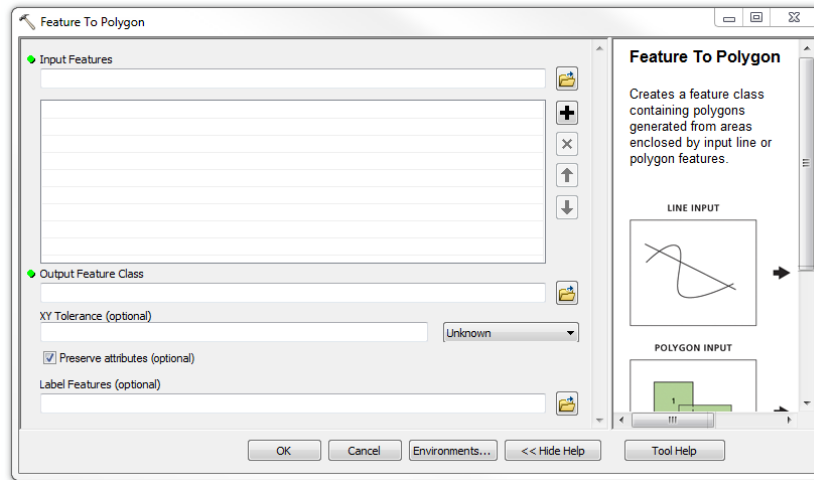 Feature To Polygon
Input Features
Output Feature Class
XY Tolerance (optional)
Unknown
Preserve attributes (optional)
Label Features (optional)
OK
Cancel
Environments...
<< Hide Help
Tool Help
Feature To Polygon
Creates a feature class
containing polygons
generated from areas
enclosed by input line or
polygon features.
LINE INPUT
POLYGON INPUT
1